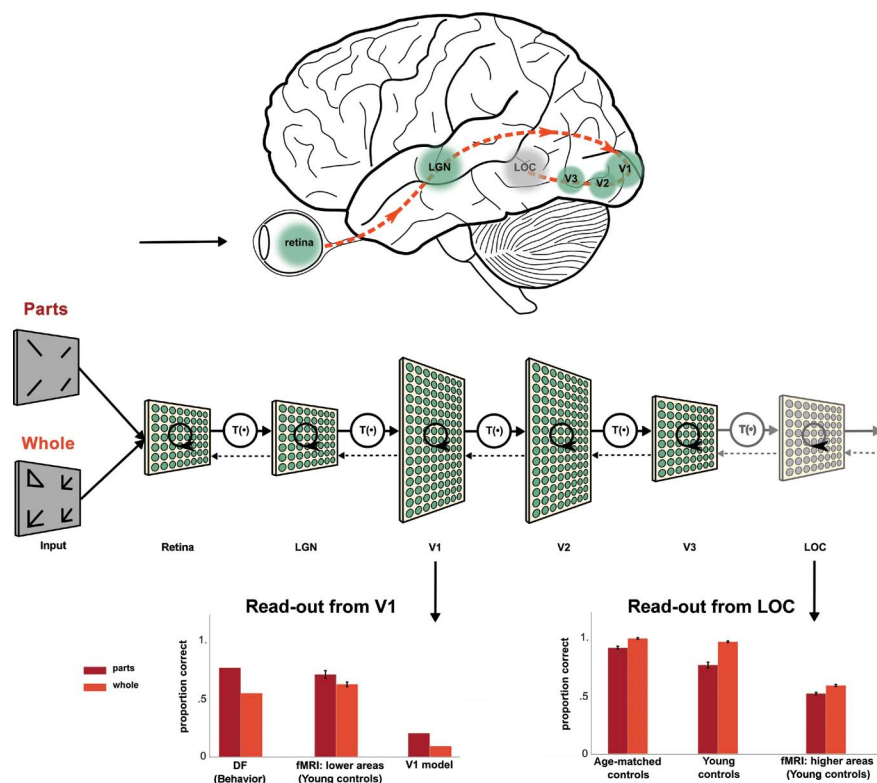 LGN
LOC
V3
V2
V1
retina
Parts
Whole
T(•)
T(•)
T(•)
T(•)
T(•)
Input
Retina
LGN
V1
V2
V3
LOC
Read-out from V1
Read-out from LOC
proportion correct
1.
.5
0
parts
whole
DF
(Behavior)
fMRI: lower areas
(Young controls)
V1 model
proportion correct
1.
.5
0
Age-matched
controls
Young
controls
fMRI: higher areas
(Young controls)